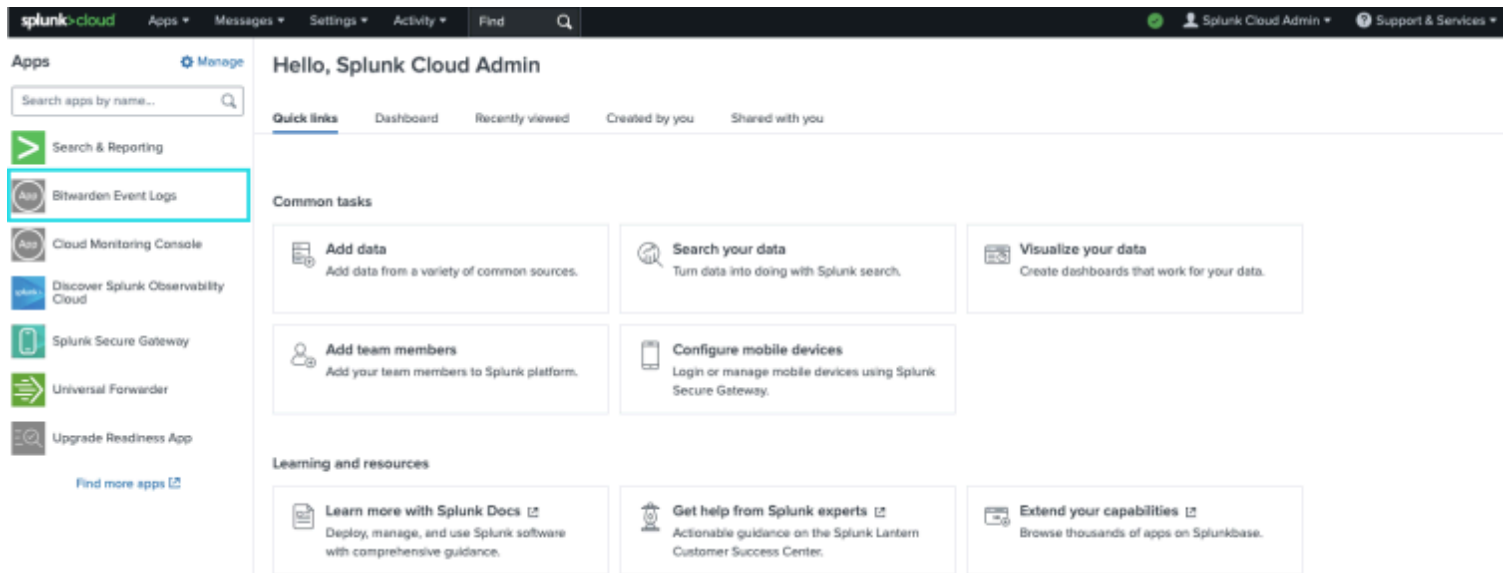 splunk>cloud Apps Messages Settings Activity Find Splunk Cloud Admin Support & Services
Apps Manage
Search apps by name...
Search & Reporting
App Bitwarden Event Logs
App Cloud Monitoring Console
splunk> Discover Splunk Observability
Cloud
Splunk Secure Gateway
Universal Forwarder
Upgrade Readiness App
Find more apps
Hello, Splunk Cloud Admin
Quick links Dashboard Recently viewed Created by you Shared with you
Common tasks
Add data
Add data from a variety of common sources.
Search your data
Turn data into doing with Splunk search.
Visualize your data
Create dashboards that work for your data.
Add team members
Add your team members to Splunk platform.
Configure mobile devices
Login or manage mobile devices using Splunk
Secure Gateway.
Learning and resources
Learn more with Splunk Docs
Deploy, manage, and use Splunk software
with comprehensive guidance.
Get help from Splunk experts
Actionable guidance on the Splunk Lantern
Customer Success Center.
Extend your capabilities
Browse thousands of apps on Splunkbase.